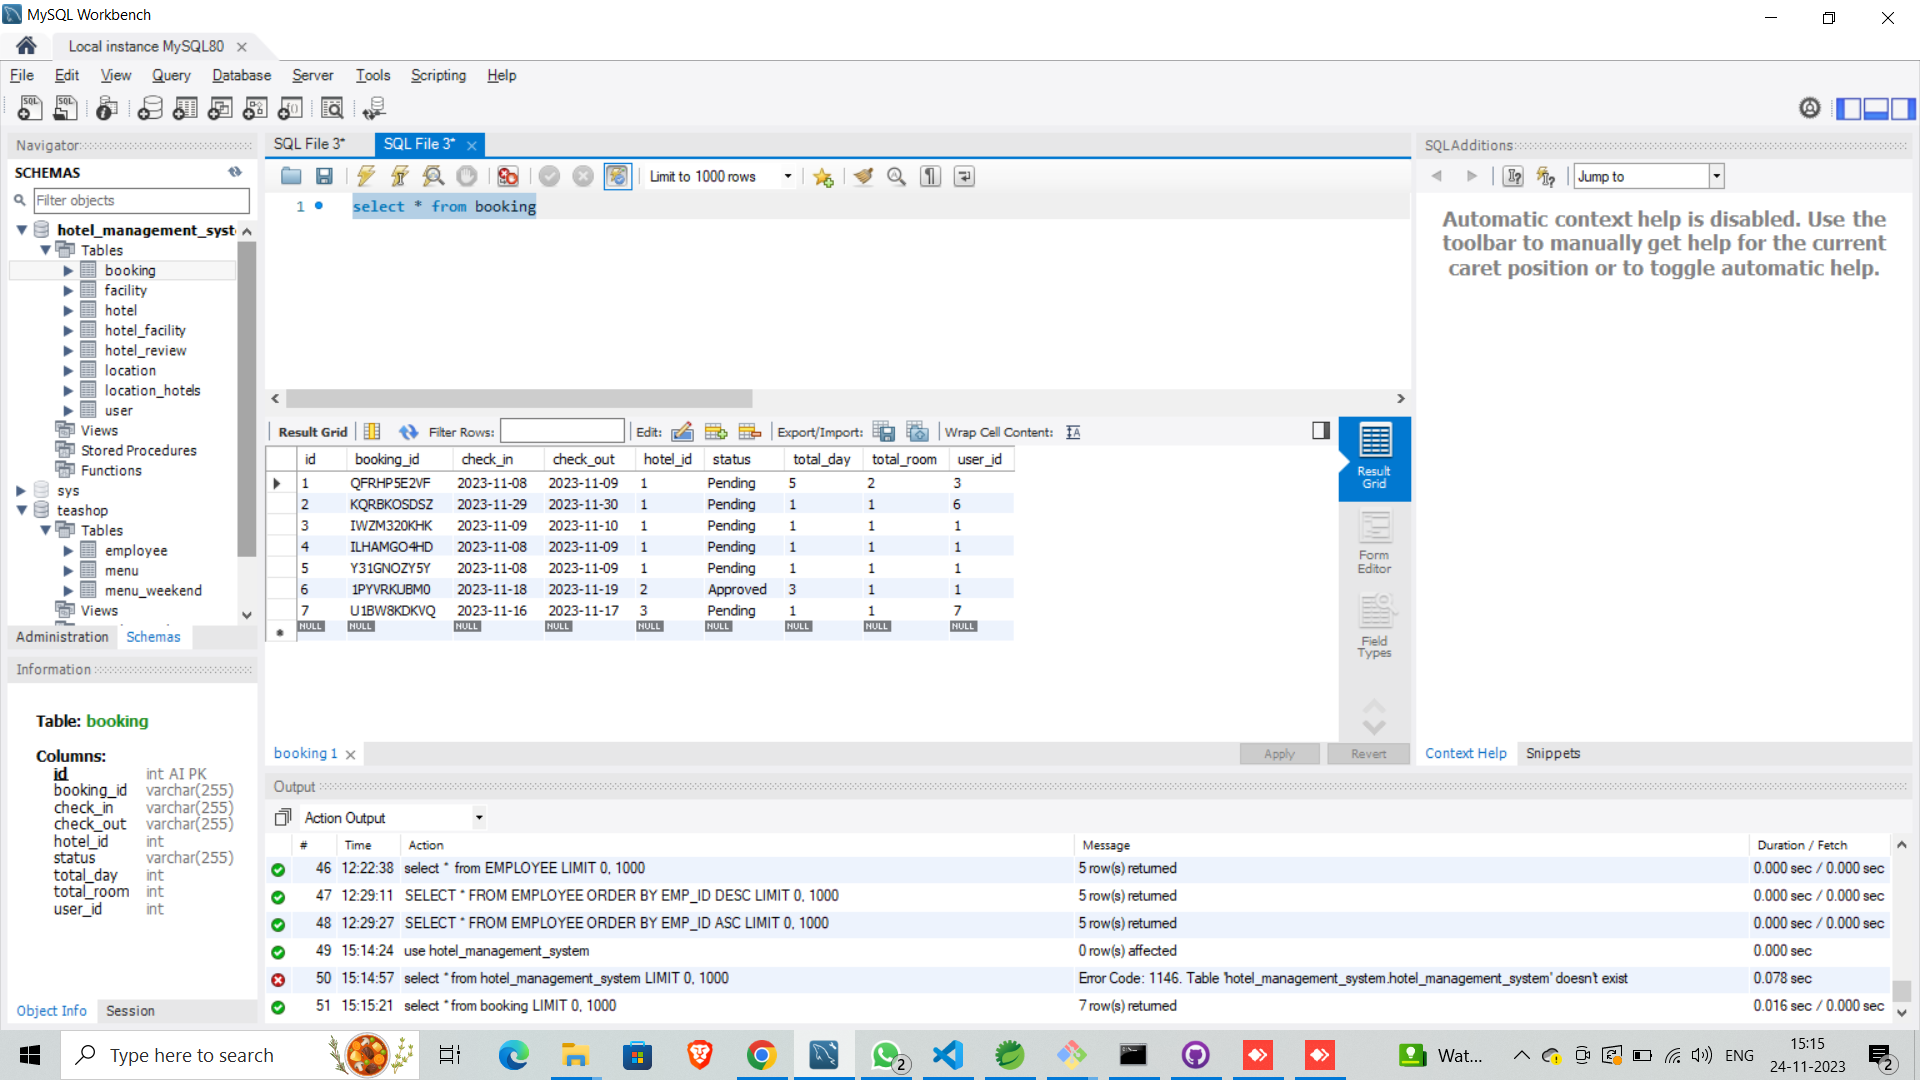 MySQL Workbench
Local instance MySQL80
File Edit View Query Database Server Tools Scripting Help
Navigator
SCHEMAS
Filter objects
hotel_management_syst
Tables
booking
facility
hotel
hotel_facility
hotel_review
location
location_hotels
user
Views
Stored Procedures
Functions
sys
teashop
Tables
employee
menu
menu_weekend
Views
Administration Schemas
Information
Table: booking
Columns:
id int AI PK
booking_id varchar(255)
check_in varchar(255)
check_out varchar(255)
hotel_id int
status varchar(255)
total_day int
total_room int
user_id int
Object Info Session
SQL File 3* SQL File 3*
Limit to 1000 rows
1 select * from booking
Result Grid Filter Rows: Edit: Export/Import: Wrap Cell Content:
id booking_id check_in check_out hotel_id status total_day total_room user_id
1 QFRHP5E2VF 2023-11-08 2023-11-09 1 Pending 5 2 3
2 KQRBKOSDSZ 2023-11-29 2023-11-30 1 Pending 1 1 6
3 IWZM320KHK 2023-11-09 2023-11-10 1 Pending 1 1 1
4 ILHAMGO4HD 2023-11-08 2023-11-09 1 Pending 1 1 1
5 Y31GNOZY5Y 2023-11-08 2023-11-09 1 Pending 1 1 1
6 1PYVRKUBM0 2023-11-18 2023-11-19 2 Approved 3 1 1
7 U1BW8KDKVQ 2023-11-16 2023-11-17 3 Pending 1 1 7
NULL NULL NULL NULL NULL NULL NULL NULL NULL
Result Grid
Form Editor
Field Types
booking 1
Apply Revert
SQLAdditions
Jump to
Automatic context help is disabled. Use the
toolbar to manually get help for the current
caret position or to toggle automatic help.
Context Help Snippets
Output
Action Output
# Time Action Message Duration / Fetch
46 12:22:38 select * from EMPLOYEE LIMIT 0, 1000 5 row(s) returned 0.000 sec / 0.000 sec
47 12:29:11 SELECT * FROM EMPLOYEE ORDER BY EMP_ID DESC LIMIT 0, 1000 5 row(s) returned 0.000 sec / 0.000 sec
48 12:29:27 SELECT * FROM EMPLOYEE ORDER BY EMP_ID ASC LIMIT 0, 1000 5 row(s) returned 0.000 sec / 0.000 sec
49 15:14:24 use hotel_management_system 0 row(s) affected 0.000 sec
50 15:14:57 select * from hotel_management_system LIMIT 0, 1000 Error Code: 1146. Table 'hotel_management_system.hotel_management_system' doesn't exist 0.078 sec
51 15:15:21 select * from booking LIMIT 0, 1000 7 row(s) returned 0.016 sec / 0.000 sec
Type here to search
2
Wat...
ENG
15:15
24-11-2023
2